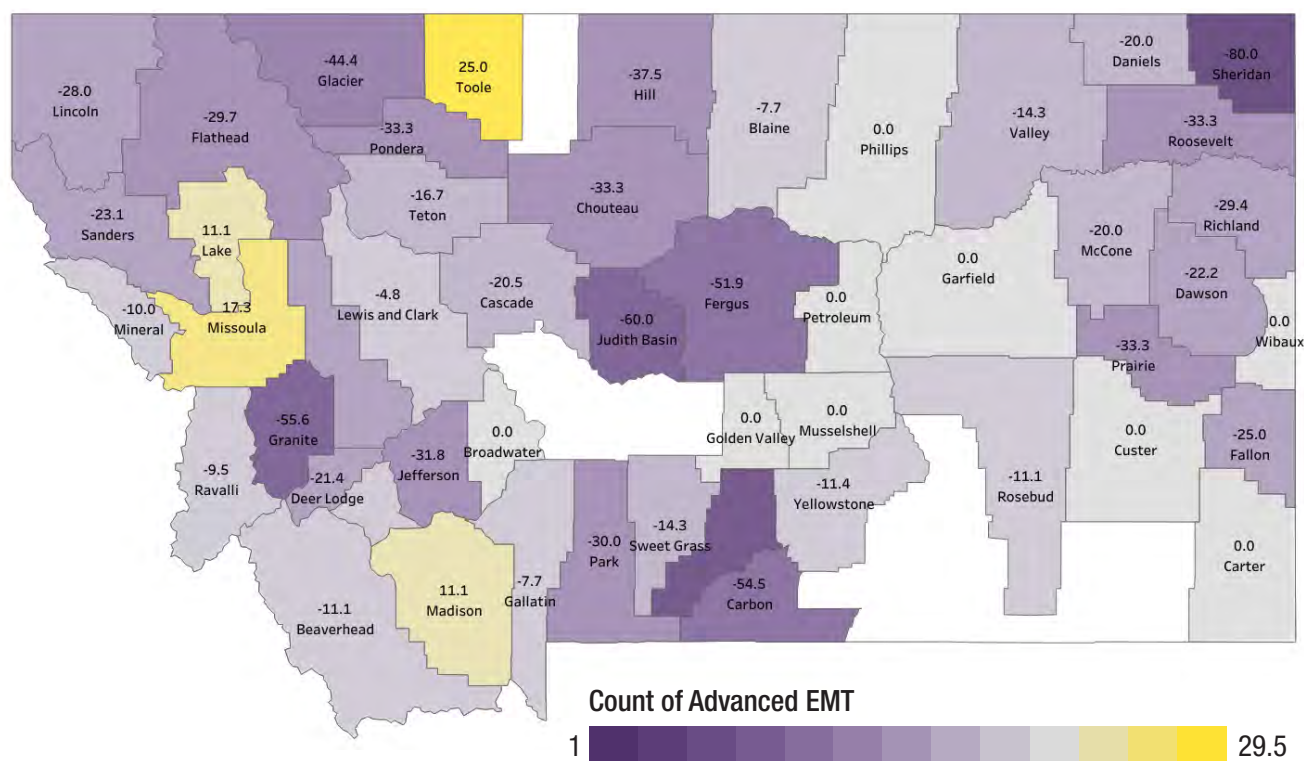 -28.0
Lincoln
-29.7
Flathead
-44.4
Glacier
25.0
Toole
-33.3
Pondera
-37.5
Hill
-7.7
Blaine
0.0
Phillips
-14.3
Valley
-20.0
Daniels
-80.0
Sheridan
-33.3
Roosevelt
-23.1
Sanders
11.1
Lake
-16.7
Teton
-33.3
Chouteau
-29.4
Richland
-20.0
McCone
-22.2
Dawson
0.0
Garfield
-10.0
Mineral
17.3
Missoula
-4.8
Lewis and Clark
-20.5
Cascade
-60.0
Judith Basin
-51.9
Fergus
0.0
Petroleum
-33.3
Prairie
0.0
Wibaux
-55.6
Granite
-9.5
Ravalli
-21.4
Deer Lodge
-31.8
Jefferson
0.0
Broadwater
0.0
Golden Valley
0.0
Musselshell
-11.4
Yellowstone
-11.1
Rosebud
0.0
Custer
-25.0
Fallon
-11.1
Beaverhead
11.1
Madison
-7.7
Gallatin
-30.0
Park
-14.3
Sweet Grass
-54.5
Carbon
0.0
Carter
Count of Advanced EMT
1 29.5